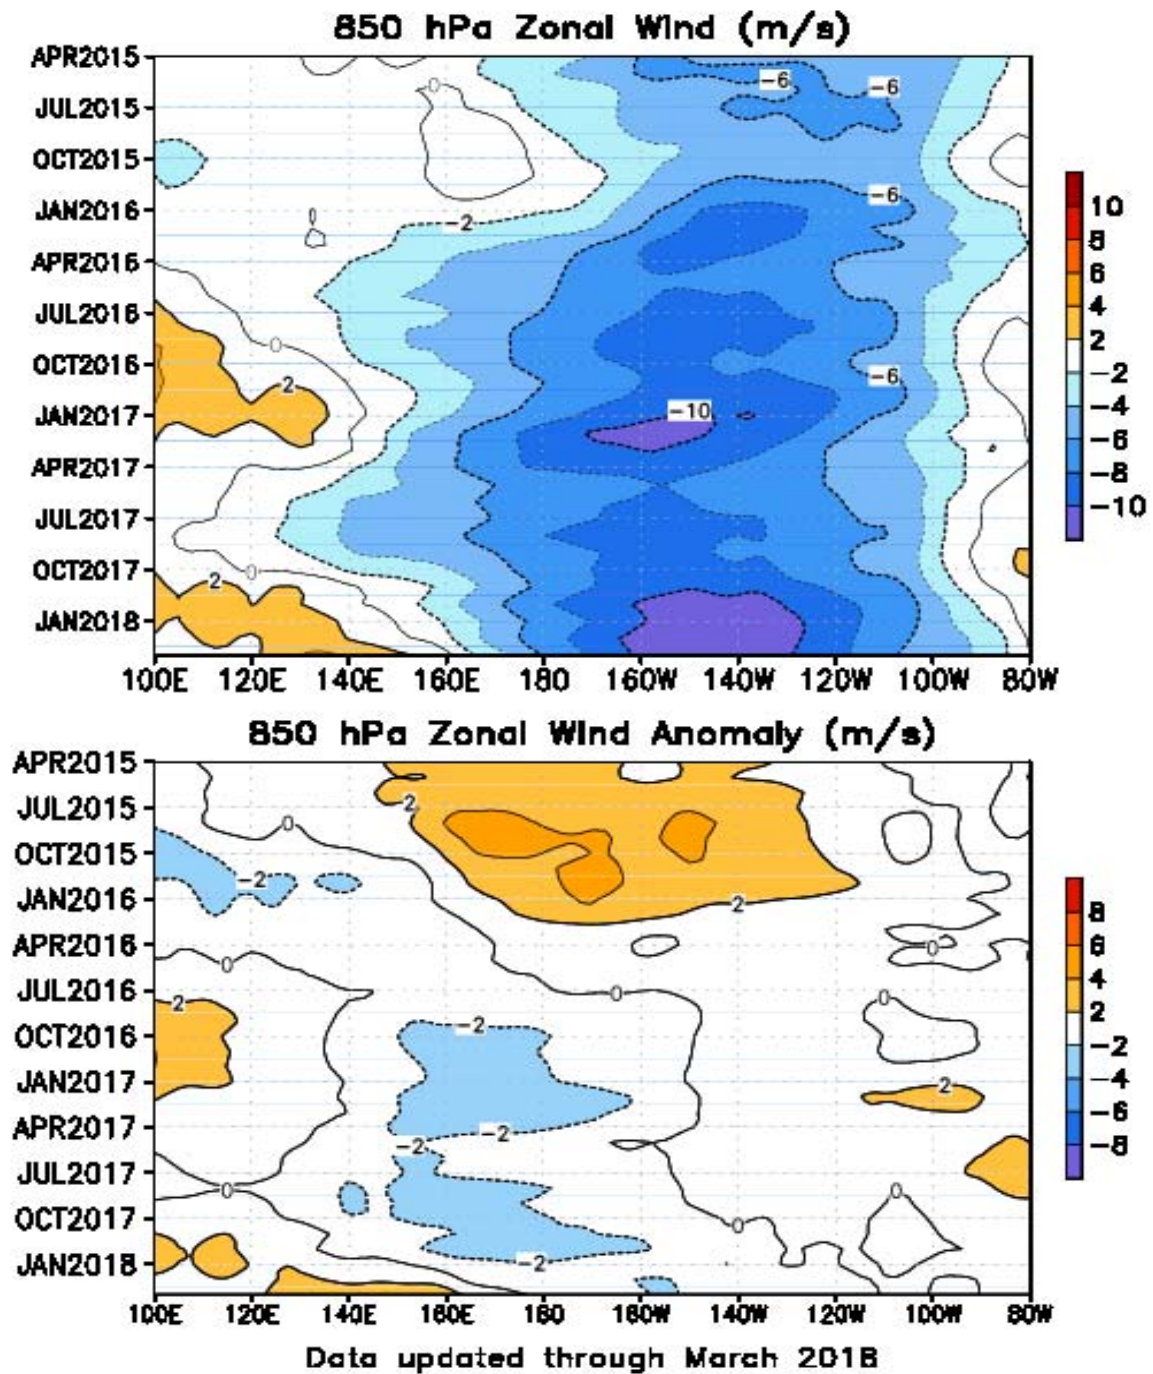 850 hPa Zonal Wind (m/s)
APR2015
JUL2015
OCT2015
JAN2016
APR2016
JUL2016
OCT2016
JAN2017
APR2017
JUL2017
OCT2017
JAN2018
0
-6
-6
-6
-2
0
2
-6
-10
2
0
100E 120E 140E 160E 180 160W 140W 120W 100W 80W
10
8
6
4
2
-2
-4
-6
-8
-10
850 hPa Zonal Wind Anomaly (m/s)
APR2015
JUL2015
OCT2015
JAN2016
APR2016
JUL2016
OCT2016
JAN2017
APR2017
JUL2017
OCT2017
JAN2018
2
0
-2
2
0
0
2
0
0
-2
2
-2
-2
0
0
0
-2
100E 120E 140E 160E 180 160W 140W 120W 100W 80W
8
6
4
2
-2
-4
-6
-8
Data updated through March 2018